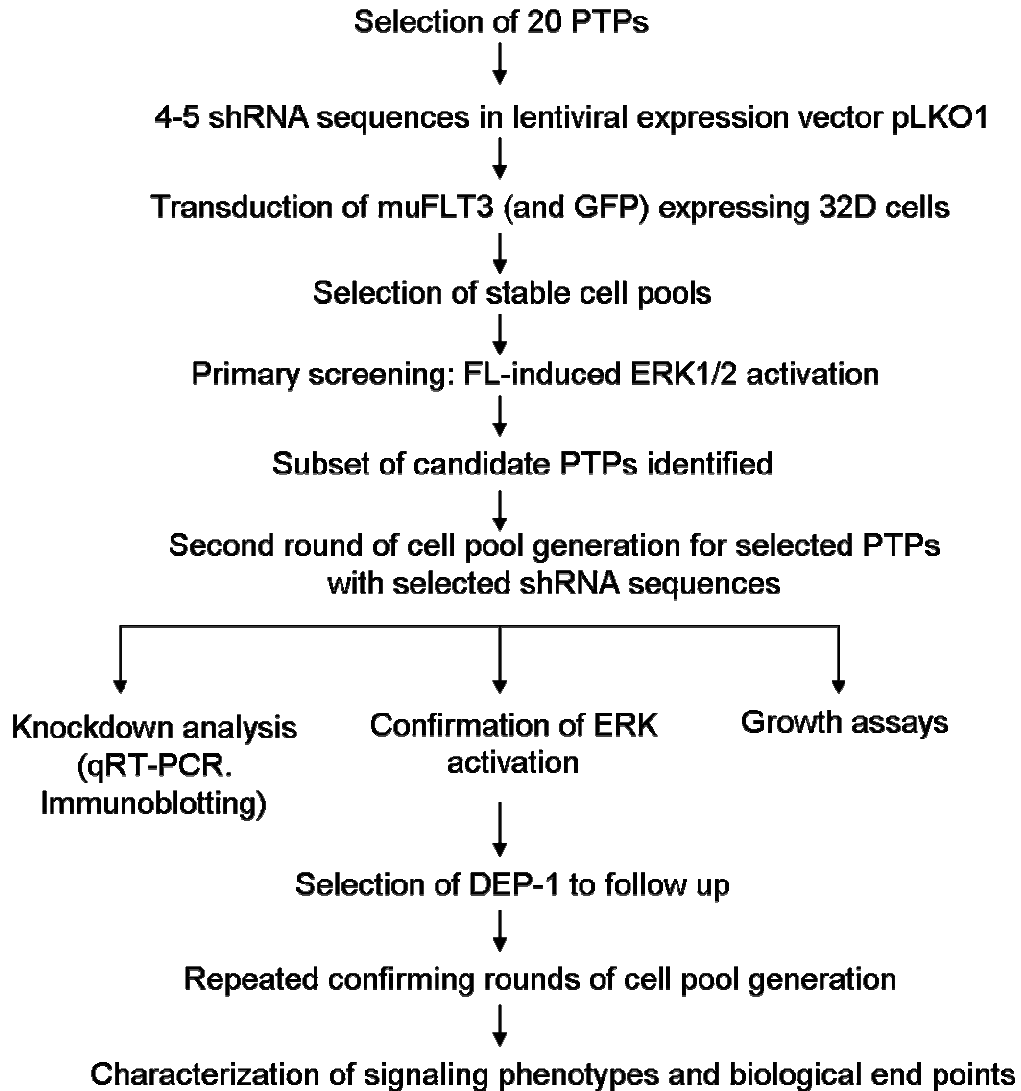 Selection of 20 PTPs
4-5 shRNA sequences in lentiviral expression vector pLKO1
Transduction of muFLT3 (and GFP) expressing 32D cells
Selection of stable cell pools
Primary screening: FL-induced ERK1/2 activation
Subset of candidate PTPs identified
Second round of cell pool generation for selected PTPs
with selected shRNA sequences
Knockdown analysis
(qRT-PCR.
Immunoblotting)
Confirmation of ERK
activation
Growth assays
Selection of DEP-1 to follow up
Repeated confirming rounds of cell pool generation
Characterization of signaling phenotypes and biological end points